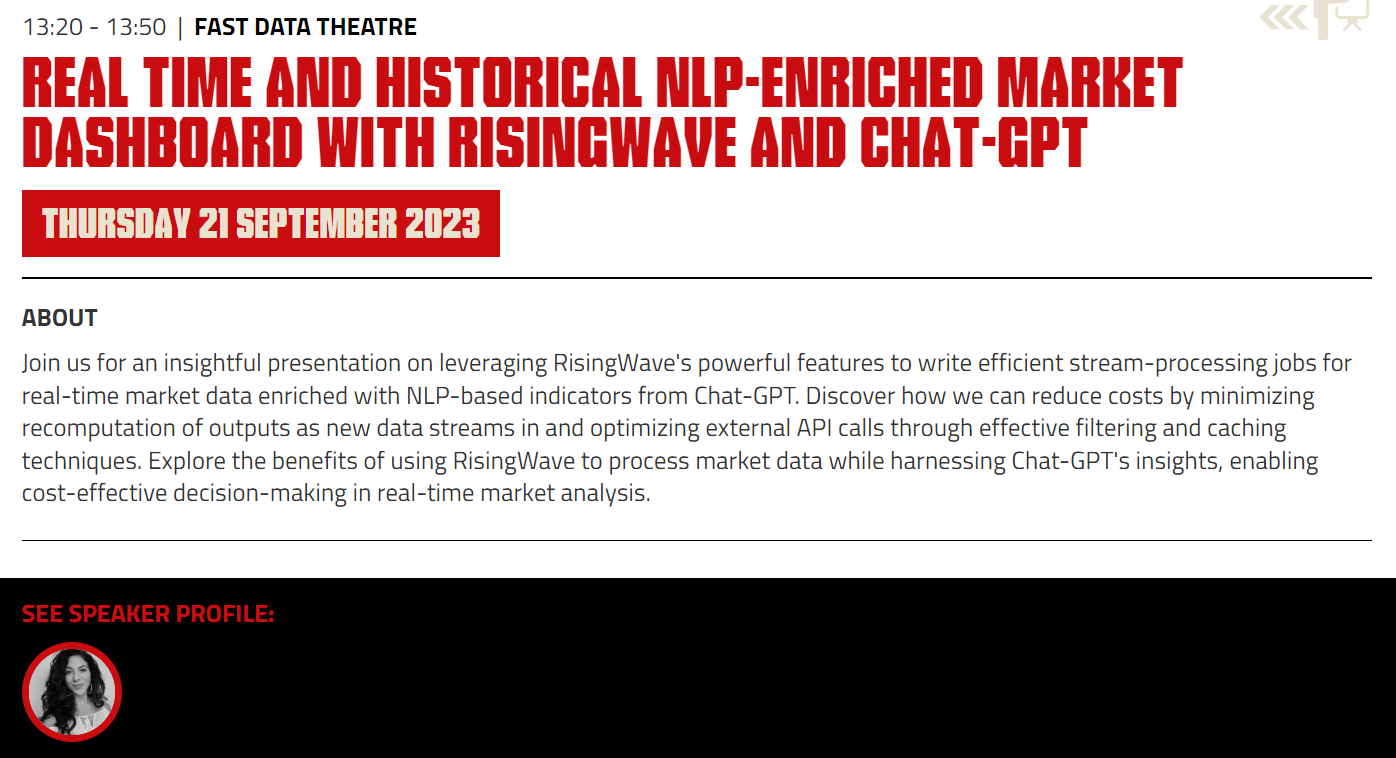 13:20 - 13:50 | FAST DATA THEATRE
REAL TIME AND HISTORICAL NLP-ENRICHED MARKET
DASHBOARD WITH RISINGWAVE AND CHAT-GPT
THURSDAY 21 SEPTEMBER 2023
ABOUT
Join us for an insightful presentation on leveraging RisingWave's powerful features to write efficient stream-processing jobs for
real-time market data enriched with NLP-based indicators from Chat-GPT. Discover how we can reduce costs by minimizing
recomputation of outputs as new data streams in and optimizing external API calls through effective filtering and caching
techniques. Explore the benefits of using RisingWave to process market data while harnessing Chat-GPT's insights, enabling
cost-effective decision-making in real-time market analysis.
SEE SPEAKER PROFILE: